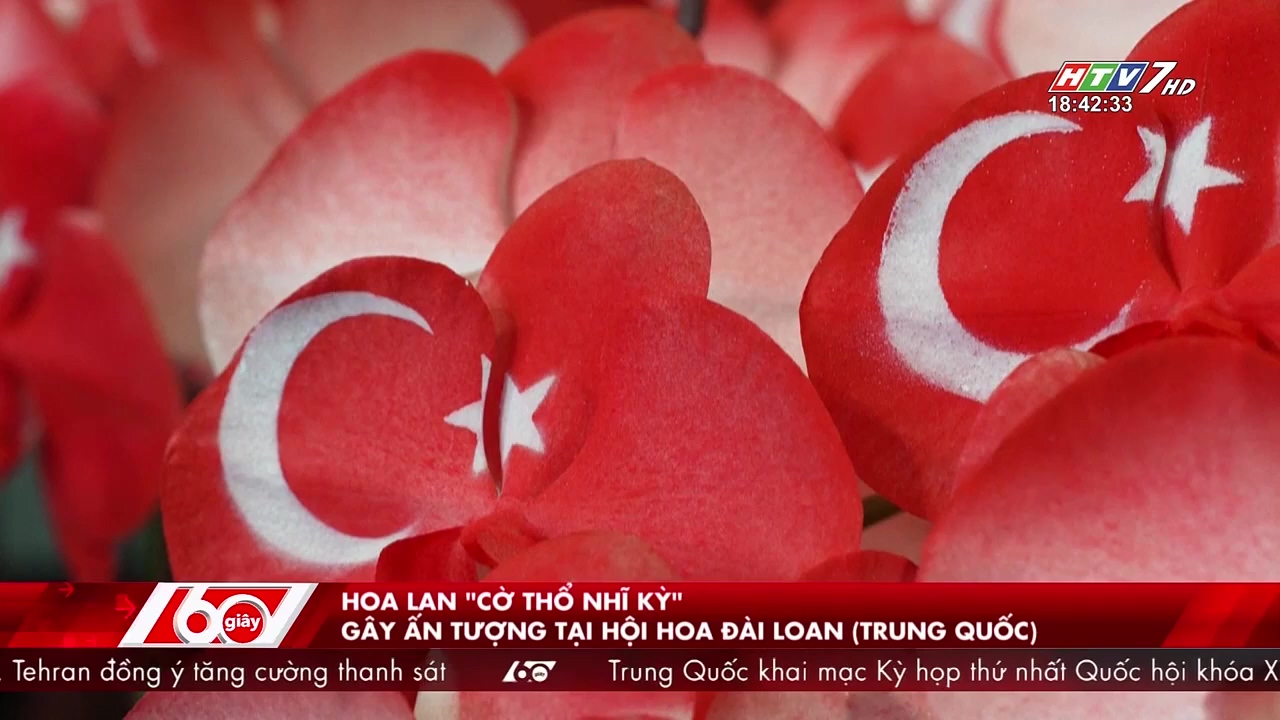 HTV7 HD
18:42:33
HOA LAN "CỜ THỔ NHĨ KỲ"
GÂY ẤN TƯỢNG TẠI HỘI HOA ĐÀI LOAN (TRUNG QUỐC)
60 giây
Tehran đồng ý tăng cường thanh sát 60 giây Trung Quốc khai mạc Kỳ họp thứ nhất Quốc hội khóa X